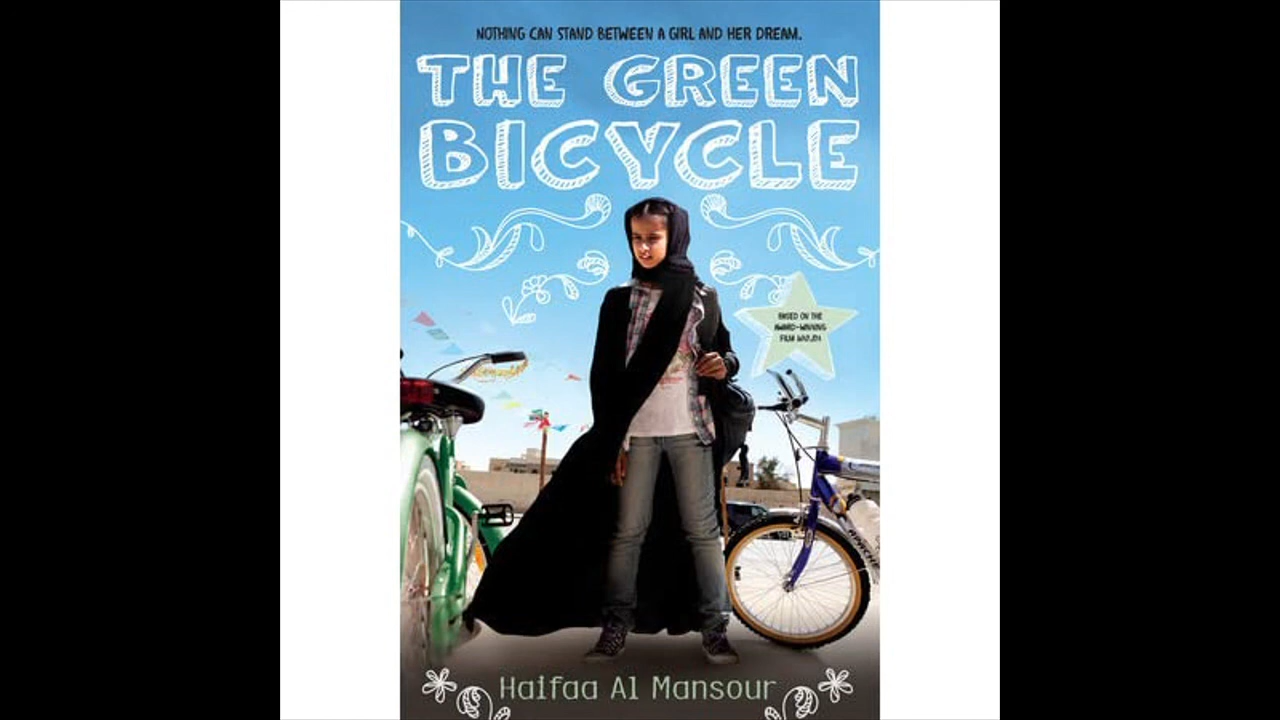 NOTHING CAN STAND BETWEEN A GIRL AND HER DREAM.
THE GREEN
BICYCLE
BASED ON THE
AWARD-WINNING
FILM WADJDA
APACHE
Haifaa Al Mansour